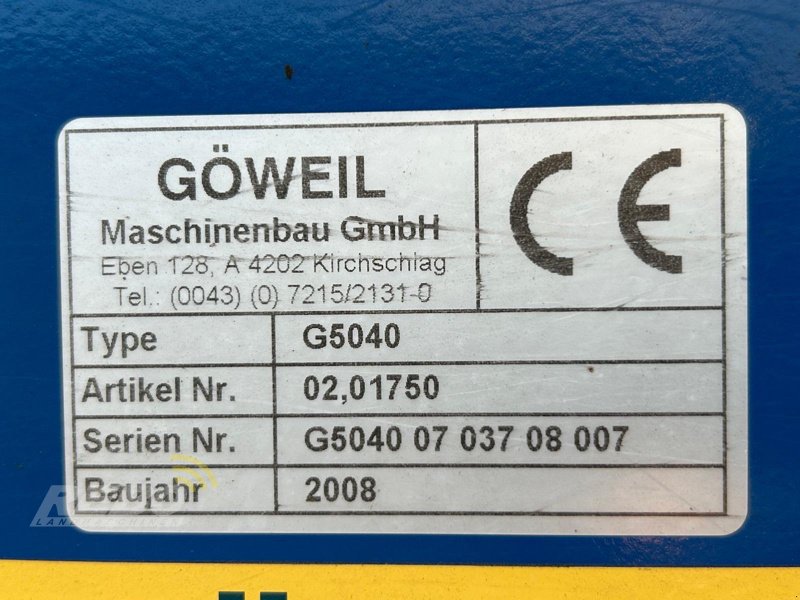 GÖWEIL
Maschinenbau GmbH
Eben 128, A 4202 Kirchschlag
Tel.: (0043) (0) 7215/2131-0
CE
Type G5040
Artikel Nr. 02,01750
Serien Nr. G5040 07 037 08 007
Baujahr 2008